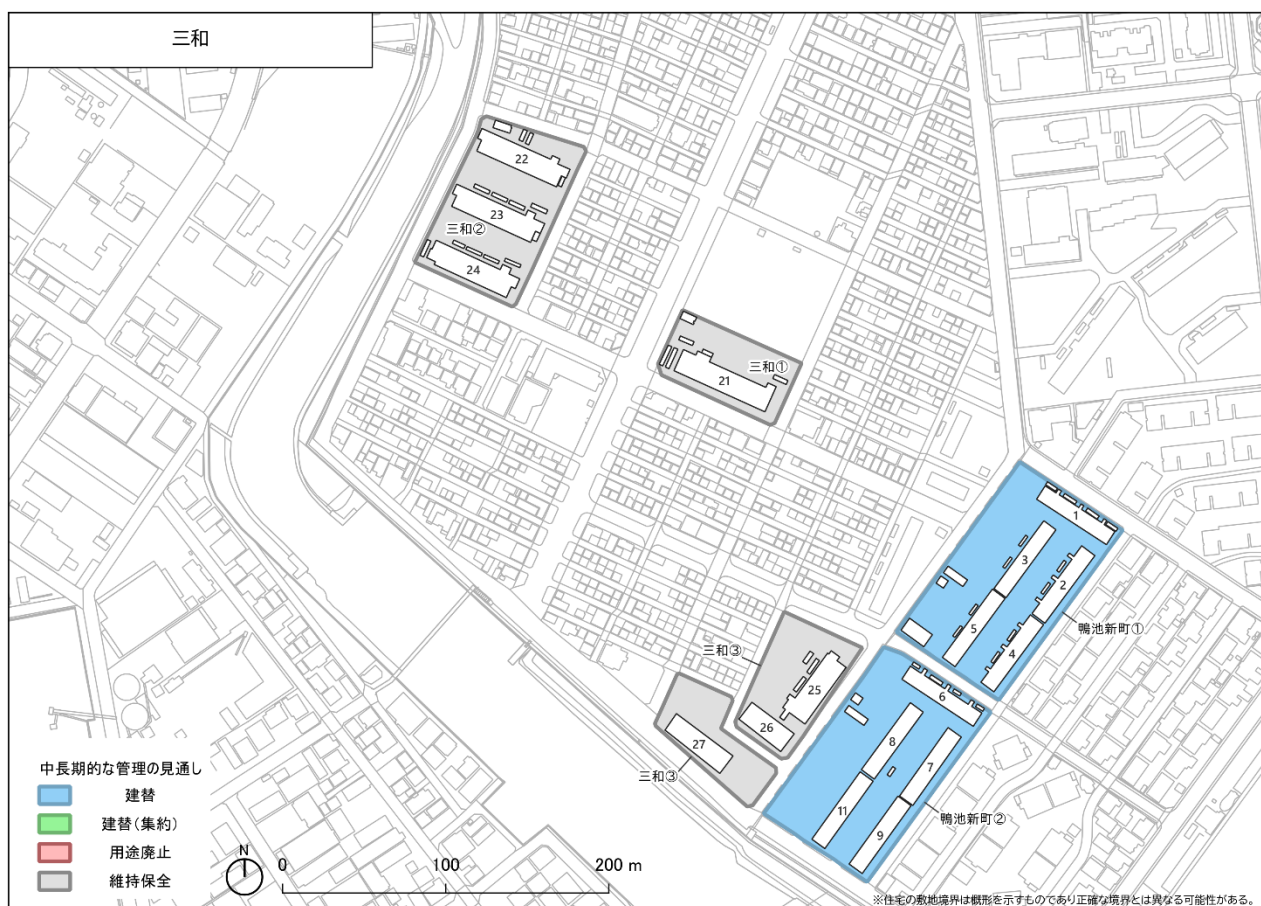 三和
22
23
三和②
24
三和①
21
1
3
2
鴨池新町①
5
4
三和③
25
6
26
27
8
7
三和③
鴨池新町②
11
9
中長期的な管理の見通し
建替
建替(集約)
用途廃止
維持保全
N
0
100
200 m
※住宅の敷地境界は概形を示すものであり正確な境界とは異なる可能性がある。